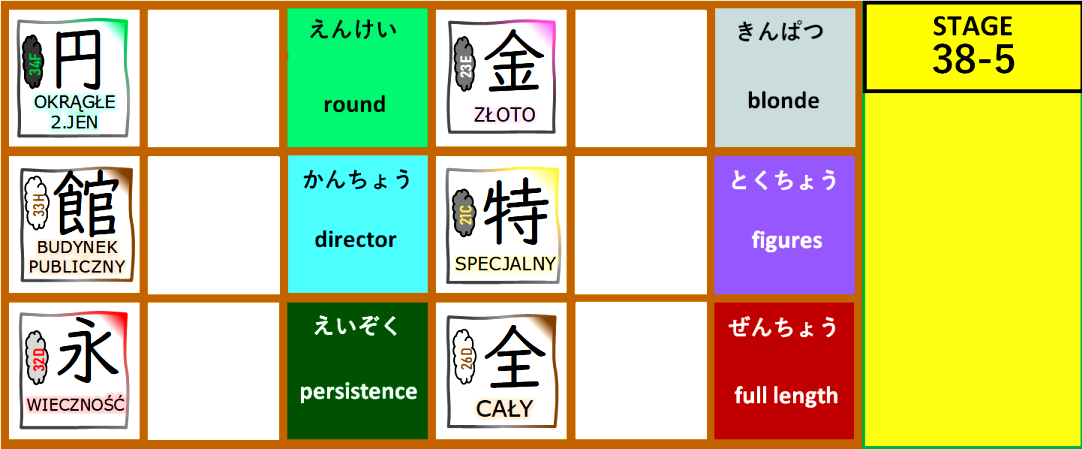 34F
円
OKRĄGŁE
2.JEN
えんけい
round
23E
金
ZŁOTO
きんぱつ
blonde
STAGE
38-5
33H
館
BUDYNEK
PUBLICZNY
かんちょう
director
21C
特
SPECJALNY
とくちょう
figures
32D
永
WIECZNOŚĆ
えいぞく
persistence
26D
全
CAŁY
ぜんちょう
full length